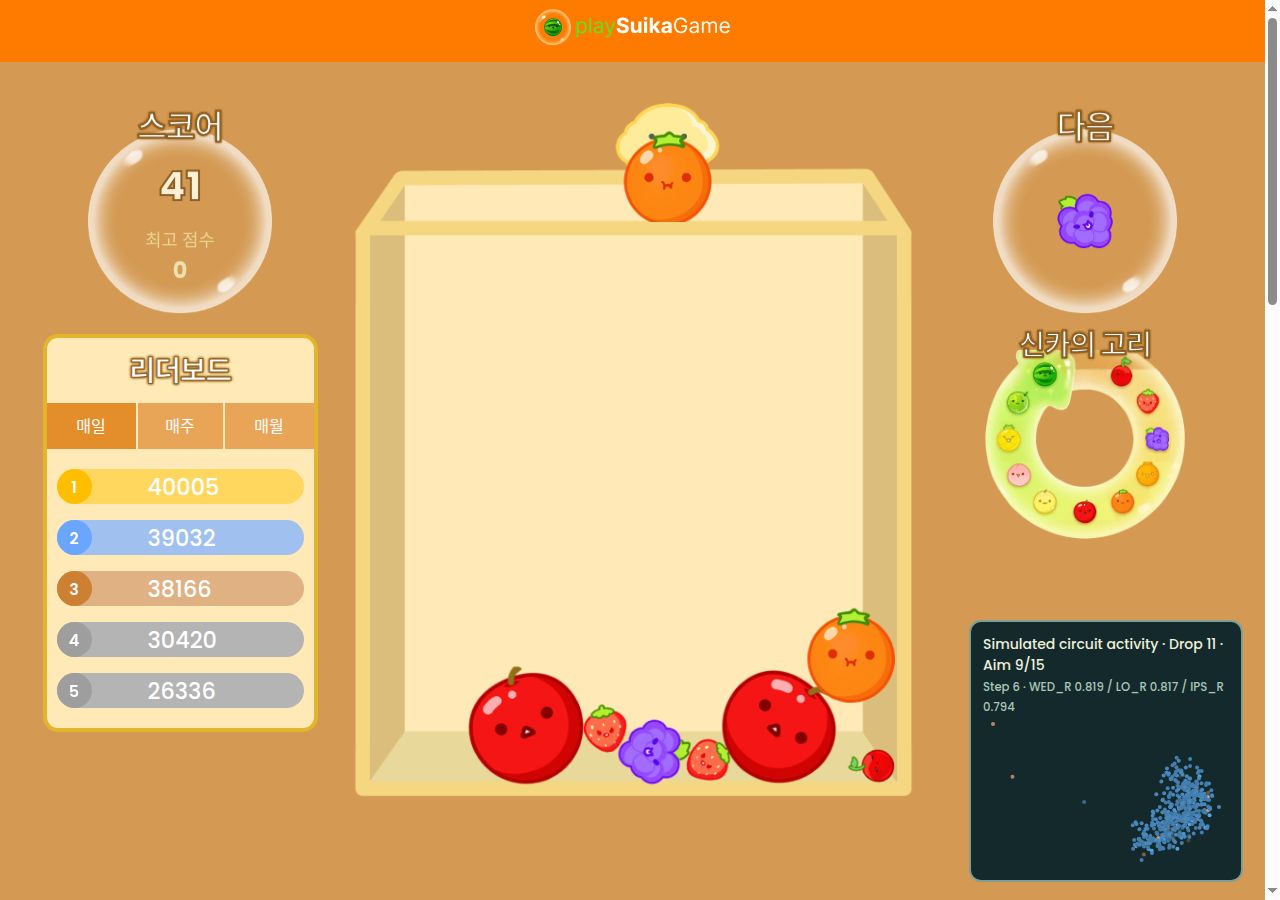 playSuikaGame
스코어
41
최고 점수
0
다음
신카의 고리
리더보드
매일 매주 매월
1 40005
2 39032
3 38166
4 30420
5 26336
Simulated circuit activity · Drop 11 ·
Aim 9/15
Step 6 · WED_R 0.819 / LO_R 0.817 / IPS_R
0.794